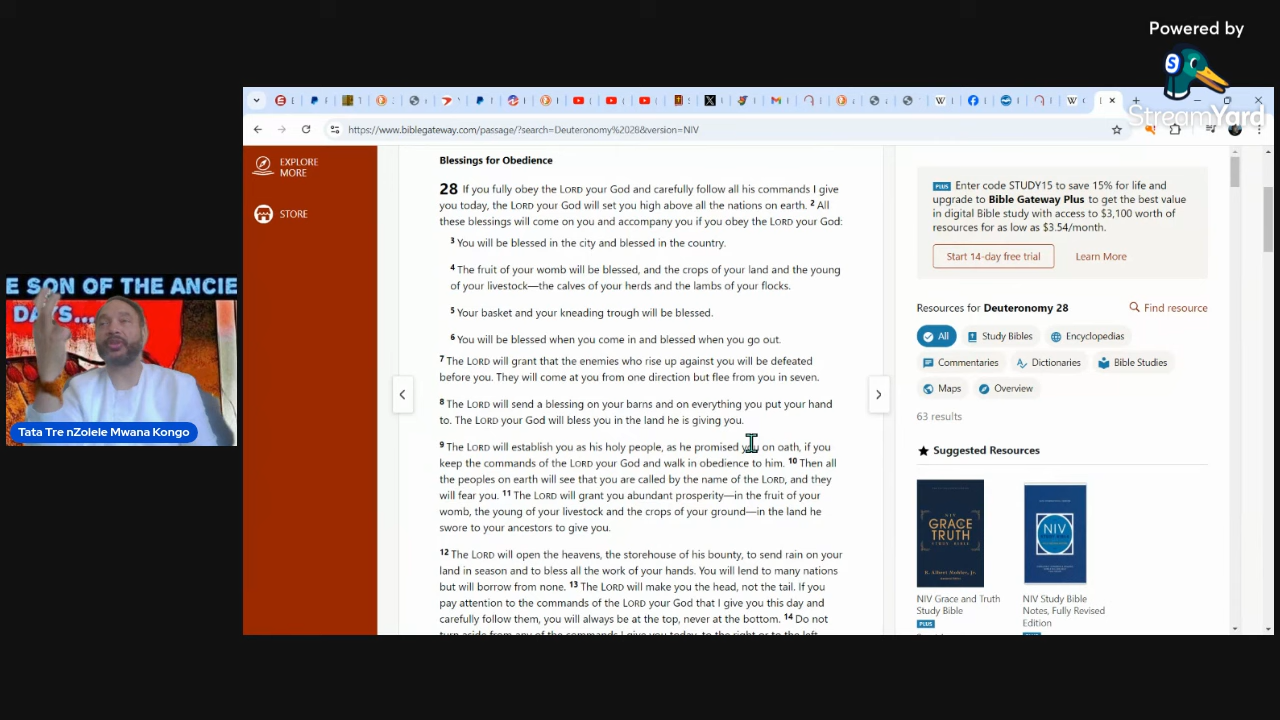 Powered by
StreamYard
https://www.biblegateway.com/passage/?search=Deuteronomy%2028&version=NIV
EXPLORE
MORE
STORE
Blessings for Obedience
28 If you fully obey the LORD your God and carefully follow all his commands I give
you today, the LORD your God will set you high above all the nations on earth. 2 All
these blessings will come on you and accompany you if you obey the LORD your God:
3 You will be blessed in the city and blessed in the country.
4 The fruit of your womb will be blessed, and the crops of your land and the young
of your livestock—the calves of your herds and the lambs of your flocks.
5 Your basket and your kneading trough will be blessed.
6 You will be blessed when you come in and blessed when you go out.
7 The LORD will grant that the enemies who rise up against you will be defeated
before you. They will come at you from one direction but flee from you in seven.
8 The LORD will send a blessing on your barns and on everything you put your hand
to. The LORD your God will bless you in the land he is giving you.
9 The LORD will establish you as his holy people, as he promised you on oath, if you
keep the commands of the LORD your God and walk in obedience to him. 10 Then all
the peoples on earth will see that you are called by the name of the LORD, and they
will fear you. 11 The LORD will grant you abundant prosperity—in the fruit of your
womb, the young of your livestock and the crops of your ground—in the land he
swore to your ancestors to give you.
12 The LORD will open the heavens, the storehouse of his bounty, to send rain on your
land in season and to bless all the work of your hands. You will lend to many nations
but will borrow from none. 13 The LORD will make you the head, not the tail. If you
pay attention to the commands of the LORD your God that I give you this day and
carefully follow them, you will always be at the top, never at the bottom. 14 Do not
turn aside from any of the commands I give you today, to the right or to the left,
PLUS Enter code STUDY15 to save 15% for life and
upgrade to Bible Gateway Plus to get the best value
in digital Bible study with access to $3,100 worth of
resources for as low as $3.54/month.
Start 14-day free trial
Learn More
Resources for Deuteronomy 28
Find resource
All
Study Bibles
Encyclopedias
Commentaries
Dictionaries
Bible Studies
Maps
Overview
63 results
Suggested Resources
NIV
GRACE
TRUTH
STUDY BIBLE
NIV
NIV Grace and Truth
Study Bible
PLUS
NIV Study Bible
Notes, Fully Revised
Edition
E SON OF THE ANCIE
DAYS...
Tata Tre nZolele Mwana Kongo